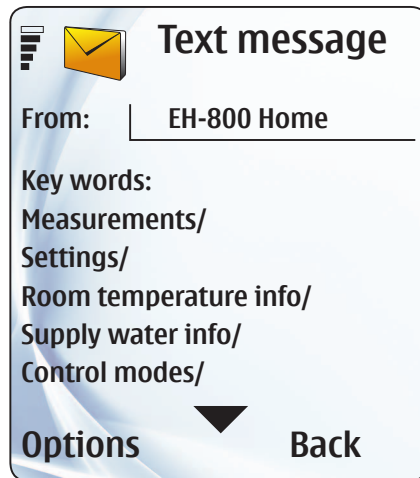 Text message
From: EH-800 Home
Key words:
Measurements/
Settings/
Room temperature info/
Supply water info/
Control modes/
Options Back